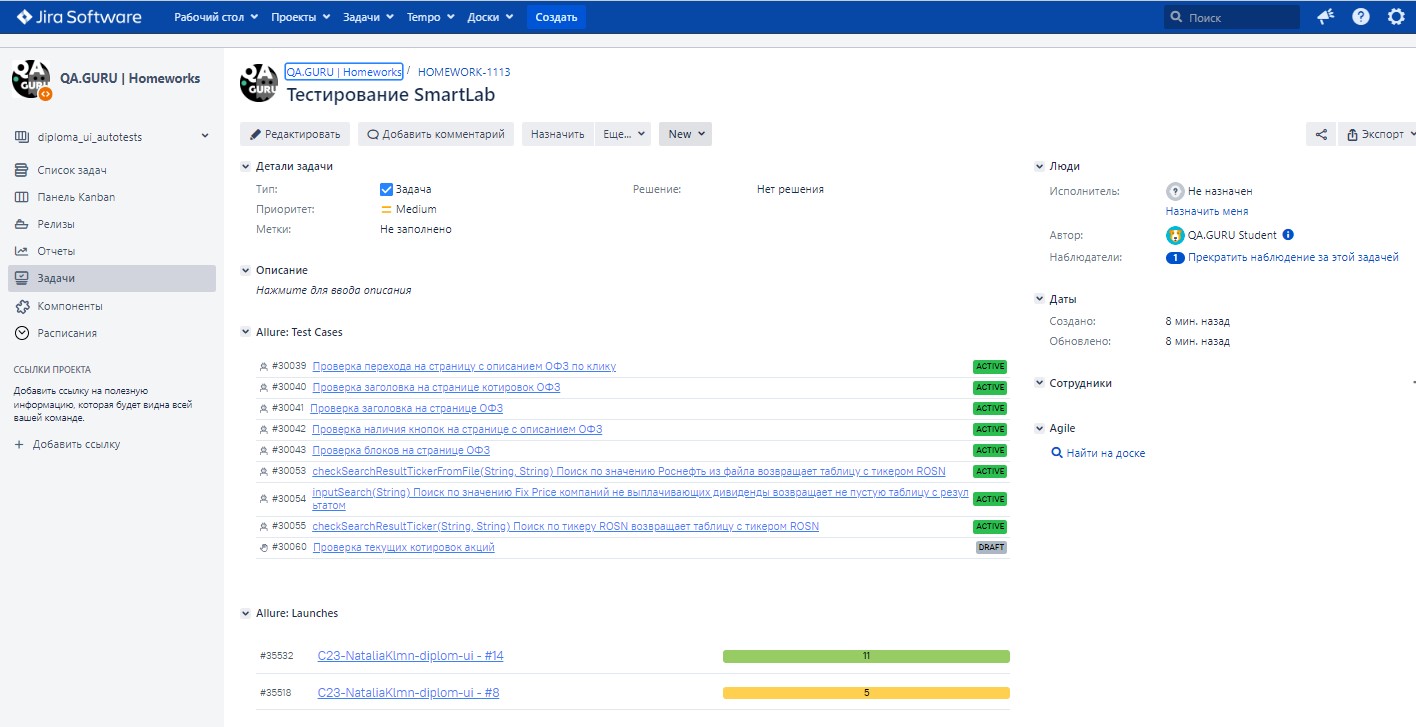 Jira Software
Рабочий стол Проекты Задачи Tempo Доски Создать Поиск
QA.GURU | Homeworks
diploma_ui_autotests
Список задач
Панель Kanban
Релизы
Отчеты
Задачи
Компоненты
Расписания
ССЫЛКИ ПРОЕКТА
Добавить ссылку на полезную
информацию, которая будет видна всей
вашей команде.
+ Добавить ссылку
QA.GURU | Homeworks / HOMEWORK-1113
Тестирование SmartLab
Редактировать Добавить комментарий Назначить Еще... New Экспорт
Детали задачи
Тип: Задача Решение: Нет решения
Приоритет: Medium
Метки: Не заполнено
Описание
Нажмите для ввода описания
Allure: Test Cases
#30039 Проверка перехода на страницу с описанием ОФЗ по клику ACTIVE
#30040 Проверка заголовка на странице котировок ОФЗ ACTIVE
#30041 Проверка заголовка на странице ОФЗ ACTIVE
#30042 Проверка наличия кнопок на странице с описанием ОФЗ ACTIVE
#30043 Проверка блоков на странице ОФЗ ACTIVE
#30053 checkSearchResultTickerFromFile(String, String) Поиск по значению Роснефть из файла возвращает таблицу с тикером ROSN ACTIVE
#30054 inputSearch(String) Поиск по значению Fix Price компаний не выплачивающих дивиденды возвращает не пустую таблицу с резул
ьтатом ACTIVE
#30055 checkSearchResultTicker(String, String) Поиск по тикеру ROSN возвращает таблицу с тикером ROSN ACTIVE
#30060 Проверка текущих котировок акций DRAFT
Allure: Launches
#35532 C23-NataliaKlmn-diplom-ui - #14 11
#35518 C23-NataliaKlmn-diplom-ui - #8 5
Люди
Исполнитель: Не назначен
Назначить меня
Автор: QA.GURU Student
Наблюдатели: 1 Прекратить наблюдение за этой задачей
Даты
Создано: 8 мин. назад
Обновлено: 8 мин. назад
Сотрудники
Agile
Найти на доске